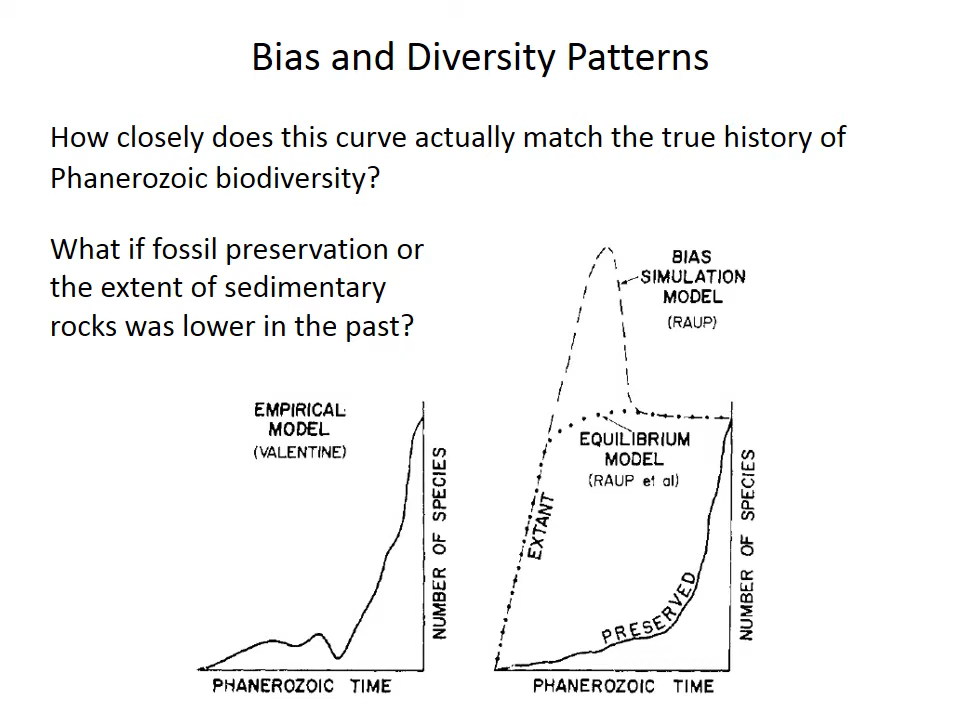 Bias and Diversity Patterns
How closely does this curve actually match the true history of
Phanerozoic biodiversity?
What if fossil preservation or
the extent of sedimentary
rocks was lower in the past?
EMPIRICAL
MODEL
(VALENTINE)
NUMBER OF SPECIES
PHANEROZOIC TIME
BIAS
SIMULATION
MODEL
(RAUP)
EQUILIBRIUM
MODEL
(RAUP et al)
EXTANT
PRESERVED
NUMBER OF SPECIES
PHANEROZOIC TIME